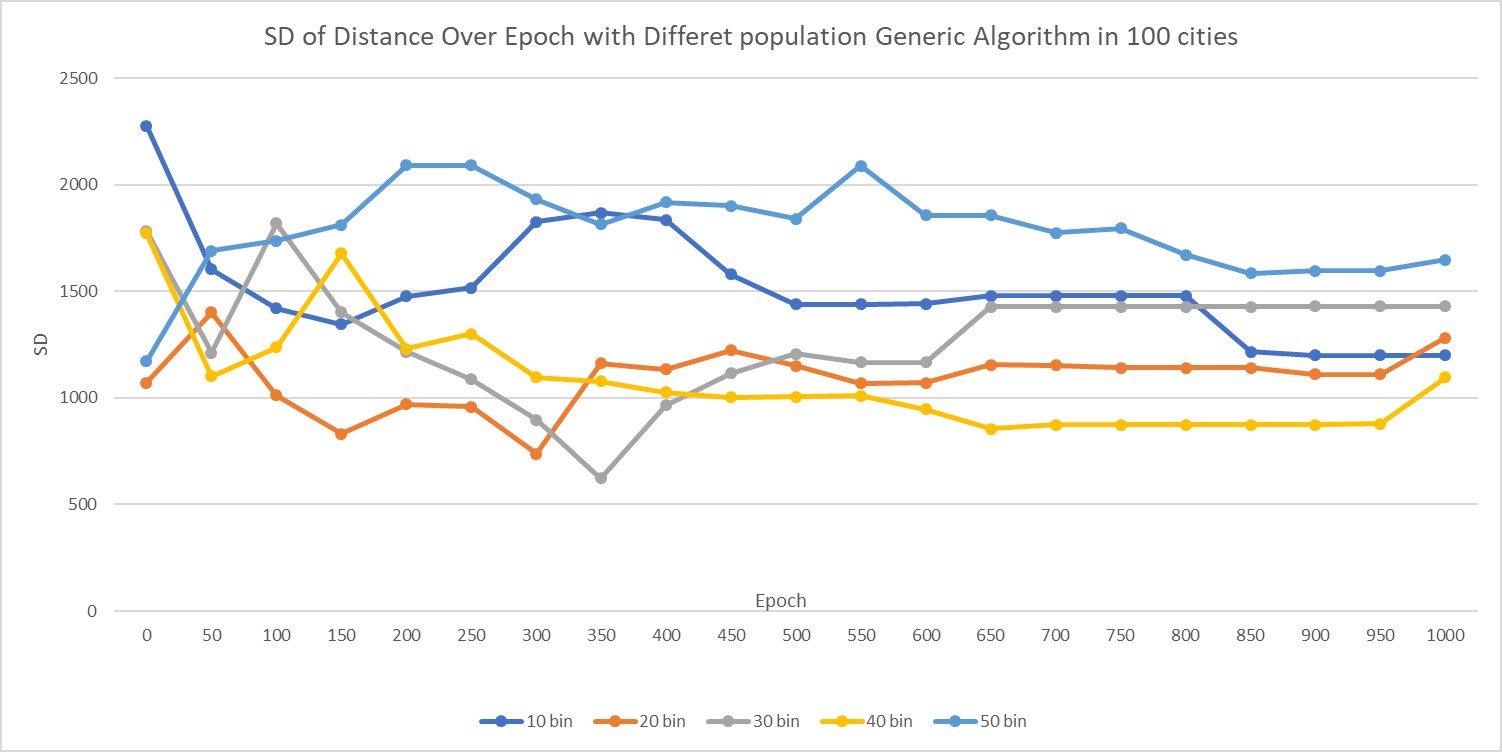 SD of Distance Over Epoch with Differet population Generic Algorithm in 100 cities
2500
2000
1500
1000
500
0
SD
Epoch
0 50 100 150 200 250 300 350 400 450 500 550 600 650 700 750 800 850 900 950 1000
10 bin 20 bin 30 bin 40 bin 50 bin